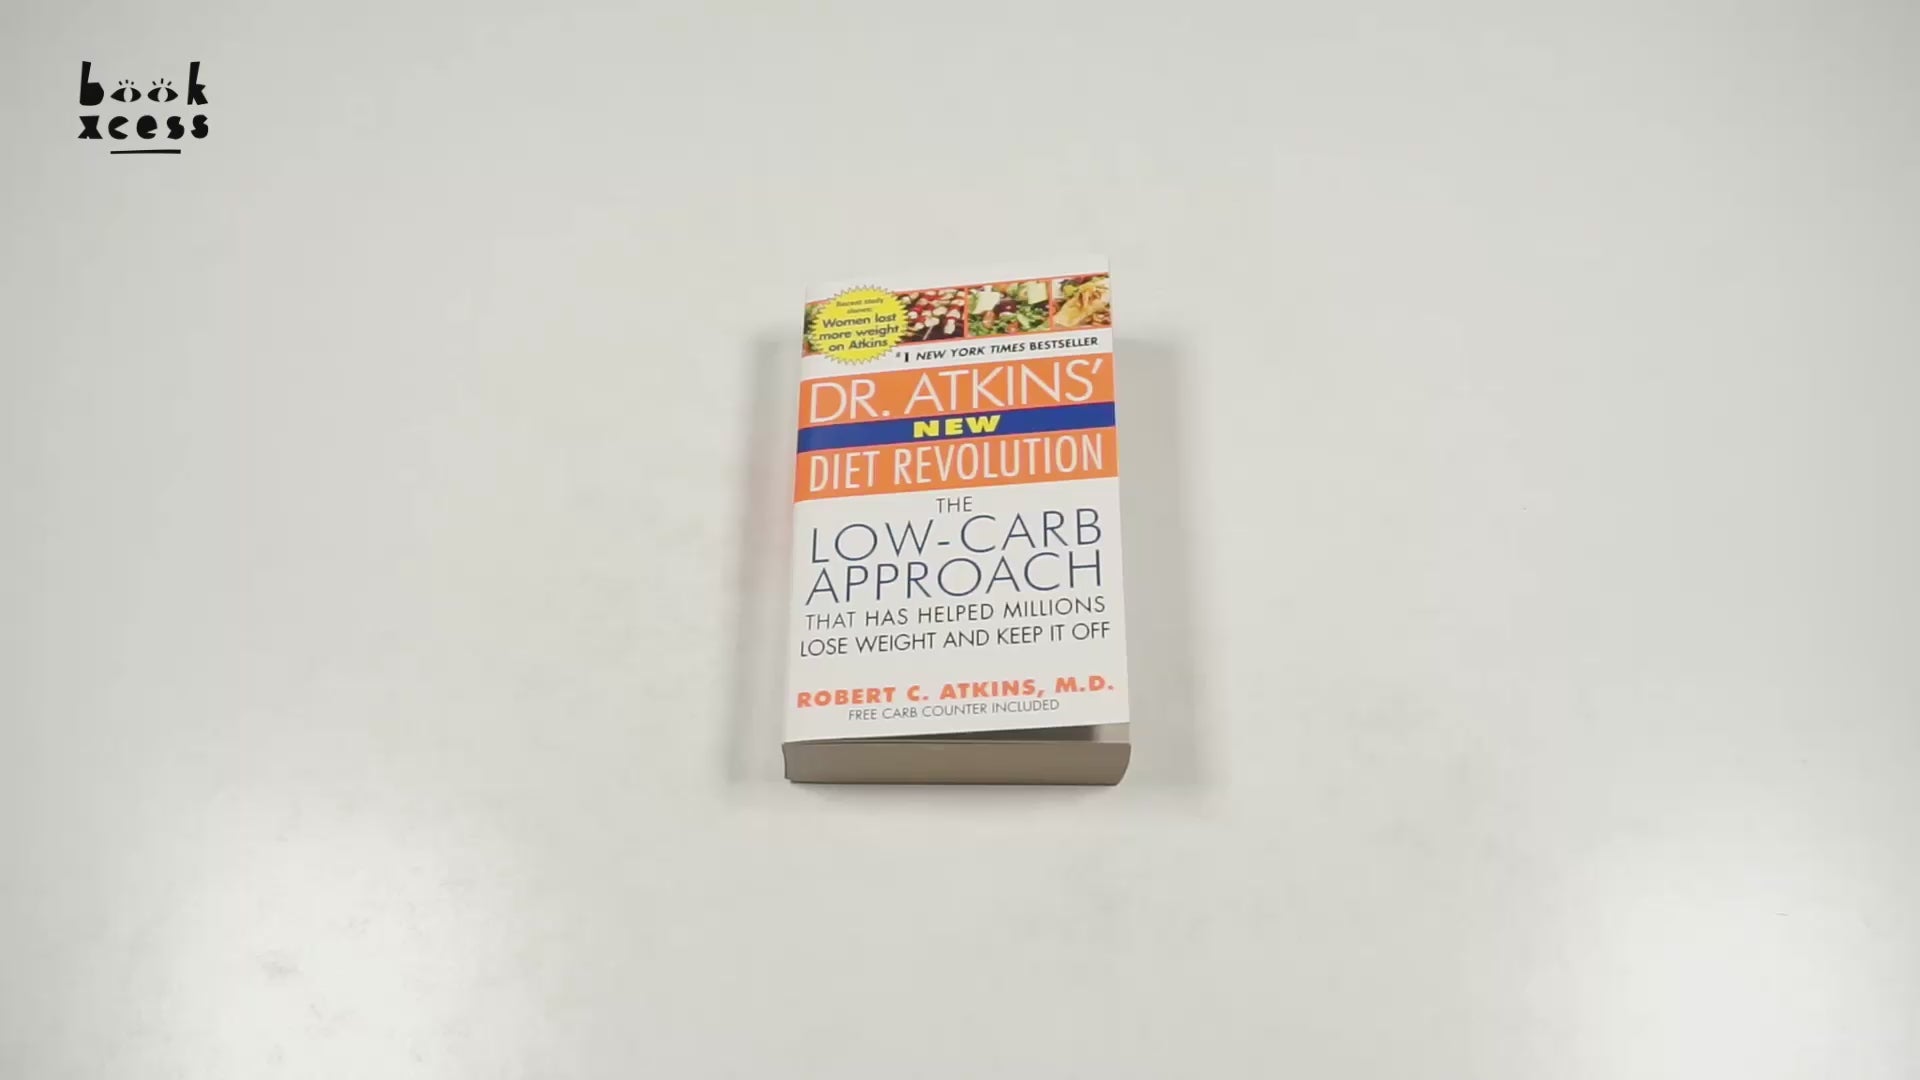 book
xcess
Recent study
shows:
Women lost
more weight
on Atkins
#1 NEW YORK TIMES BESTSELLER
DR. ATKINS'
NEW
DIET REVOLUTION
THE
LOW-CARB
APPROACH
THAT HAS HELPED MILLIONS
LOSE WEIGHT AND KEEP IT OFF
ROBERT C. ATKINS, M.D.
FREE CARB COUNTER INCLUDED